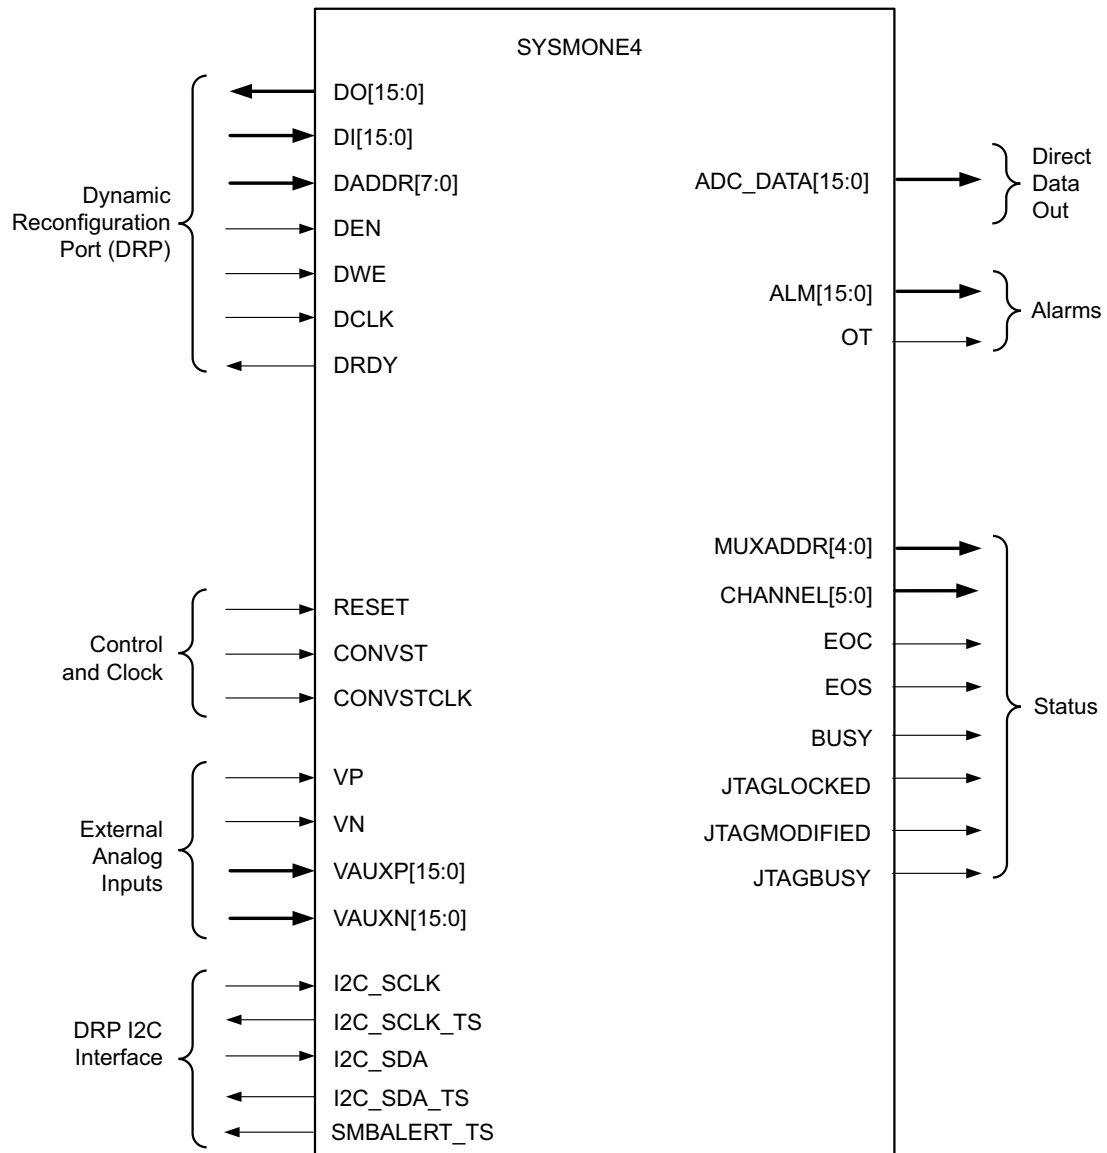 SYSMONE4
Dynamic
Reconfiguration
Port (DRP)
DO[15:0]
DI[15:0]
DADDR[7:0]
DEN
DWE
DCLK
DRDY
ADC_DATA[15:0]
Direct
Data
Out
ALM[15:0]
OT
Alarms
Control
and Clock
RESET
CONVST
CONVSTCLK
MUXADDR[4:0]
CHANNEL[5:0]
EOC
EOS
BUSY
JTAGLOCKED
JTAGMODIFIED
JTAGBUSY
Status
External
Analog
Inputs
VP
VN
VAUXP[15:0]
VAUXN[15:0]
DRP I2C
Interface
I2C_SCLK
I2C_SCLK_TS
I2C_SDA
I2C_SDA_TS
SMBALERT_TS